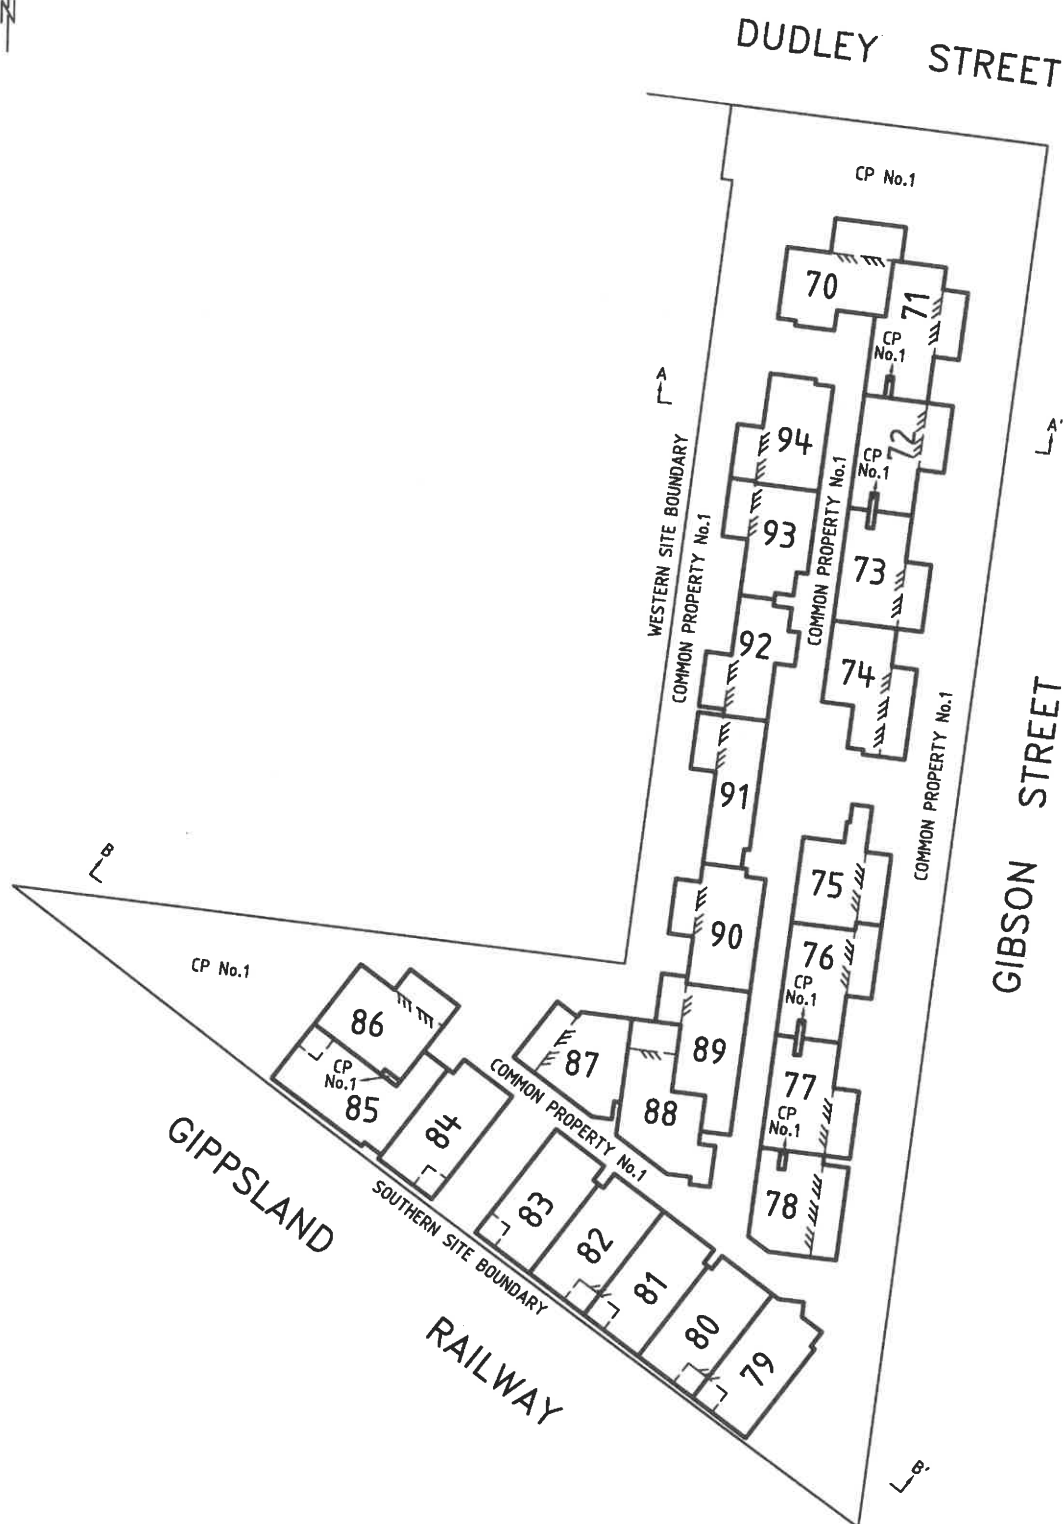 N
DUDLEY STREET
CP No.1
70
71
CP
No.1
A
A'
94
72
CP
No.1
WESTERN SITE BOUNDARY
COMMON PROPERTY No.1
COMMON PROPERTY No.1
93
73
92
74
91
COMMON PROPERTY No.1
GIBSON STREET
B
75
90
76
CP No.1
CP
No.1
86
87
89
CP
No.1
85
COMMON PROPERTY No.1
88
77
CP
No.1
84
GIPPSLAND RAILWAY
SOUTHERN SITE BOUNDARY
83
78
82
81
80
79
B'